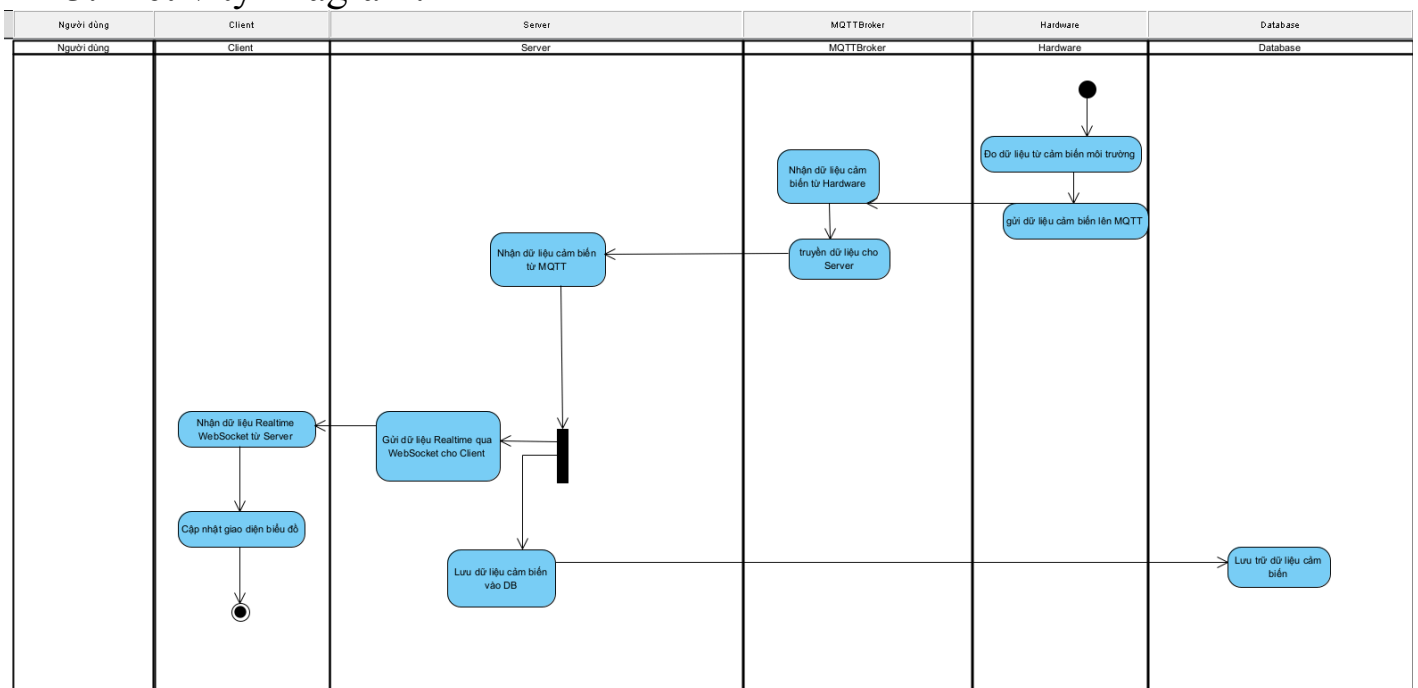 Người dùng
Client
Server
MQTTBroker
Hardware
Database
Người dùng
Client
Server
MQTTBroker
Hardware
Database
Đo dữ liệu từ cảm biến môi trường
Nhận dữ liệu cảm
biến từ Hardware
gửi dữ liệu cảm biến lên MQTT
Nhận dữ liệu cảm biến
từ MQTT
truyền dữ liệu cho
Server
Nhận dữ liệu Realtime
WebSocket từ Server
Gửi dữ liệu Realtime qua
WebSocket cho Client
Cập nhật giao diện biểu đồ
Lưu dữ liệu cảm biến
vào DB
Lưu trữ dữ liệu cảm
biến